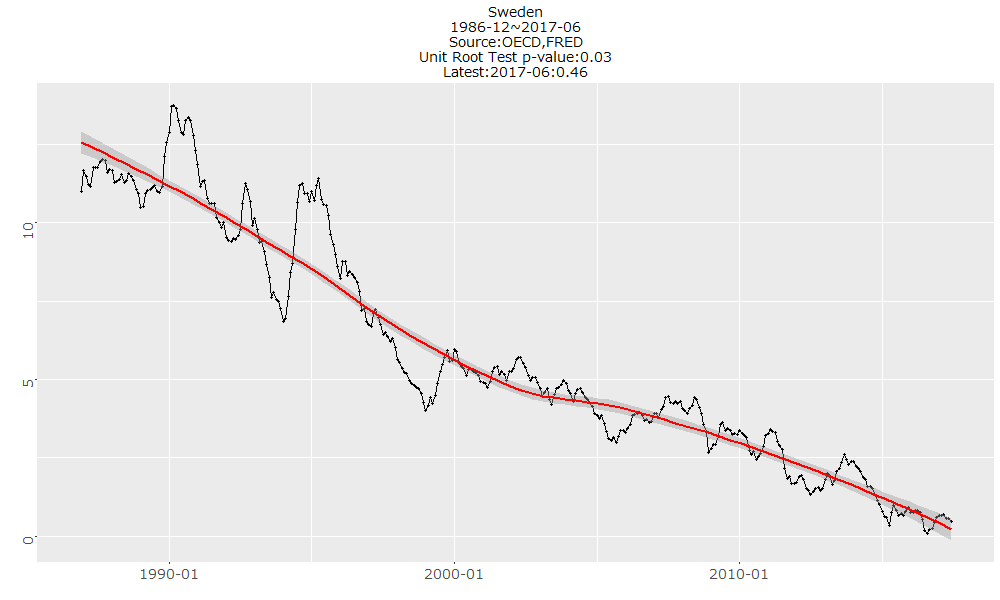 Sweden
1986-12~2017-06
Source:OECD,FRED
Unit Root Test p-value:0.03
Latest:2017-06:0.46
10
5
0
1990-01
2000-01
2010-01